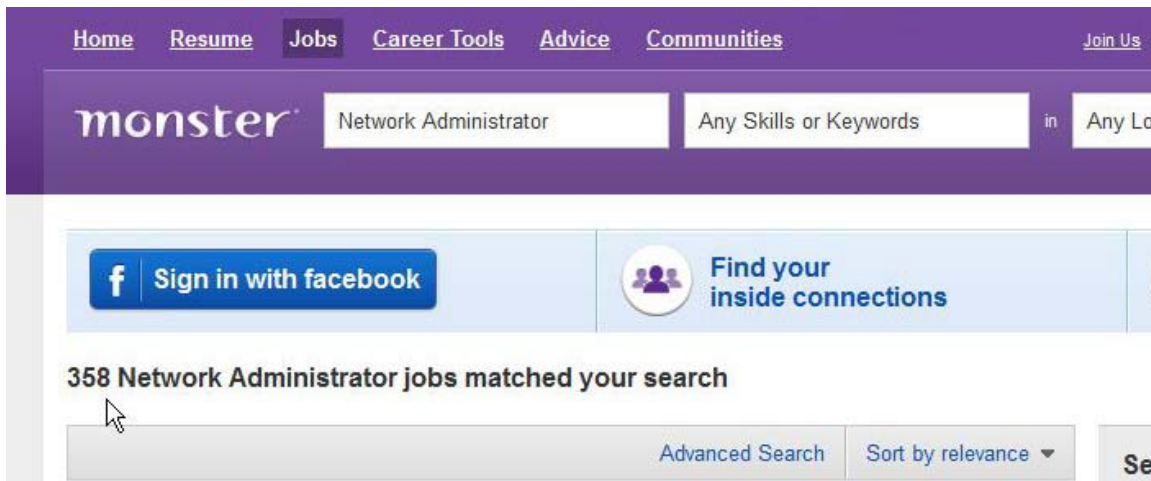 Home Resume Jobs Career Tools Advice Communities Join Us
monster Network Administrator Any Skills or Keywords in Any
f Sign in with facebook
Find your
inside connections
358 Network Administrator jobs matched your search
Advanced Search Sort by relevance